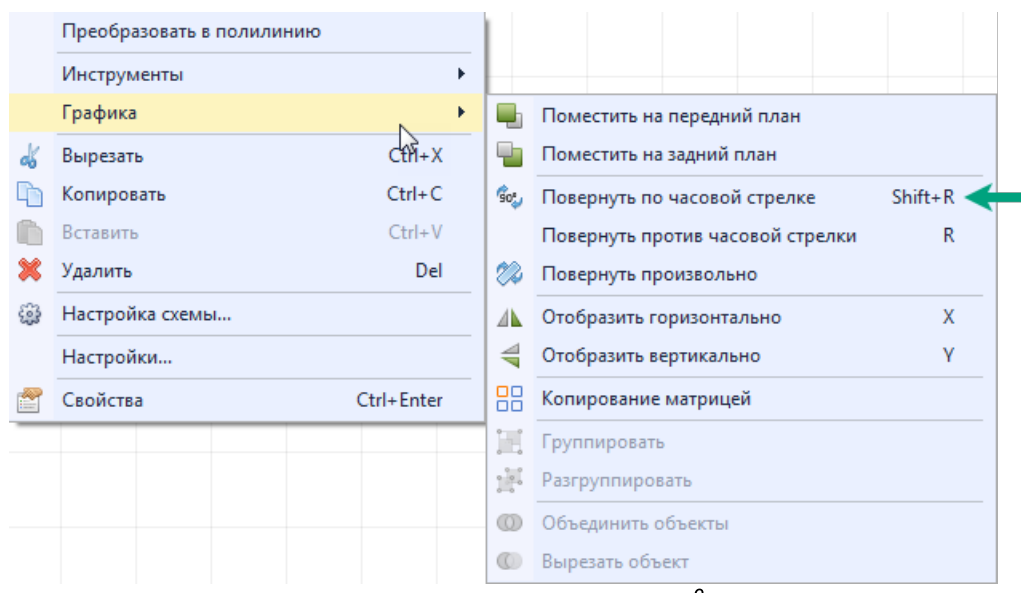 Преобразовать в полилинию
Инструменты
Графика
Вырезать Ctrl+X
Копировать Ctrl+C
Вставить Ctrl+V
Удалить Del
Настройка схемы...
Настройки...
Свойства Ctrl+Enter
Поместить на передний план
Поместить на задний план
90° Повернуть по часовой стрелке Shift+R
Повернуть против часовой стрелки R
Повернуть произвольно
Отобразить горизонтально X
Отобразить вертикально Y
Копирование матрицей
Группировать
Разгруппировать
Объединить объекты
Вырезать объект